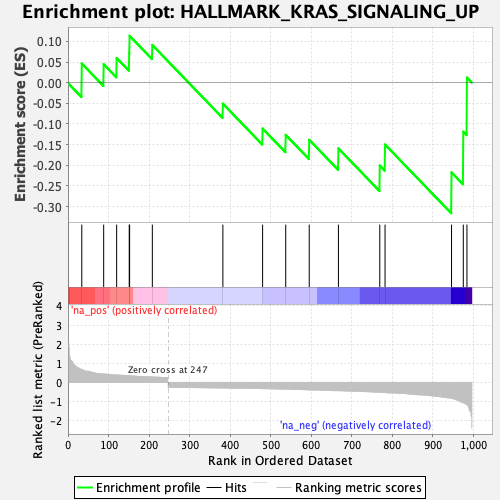 Enrichment plot: HALLMARK_KRAS_SIGNALING_UP
Enrichment score (ES)
0.10
0.05
0.00
-0.05
-0.10
-0.15
-0.20
-0.25
-0.30
Ranked list metric (PreRanked)
4
3
2
1
0
-1
-2
'na_pos' (positively correlated)
Zero cross at 247
'na_neg' (negatively correlated)
0 100 200 300 400 500 600 700 800 900 1,000
Rank in Ordered Dataset
Enrichment profile Hits Ranking metric scores